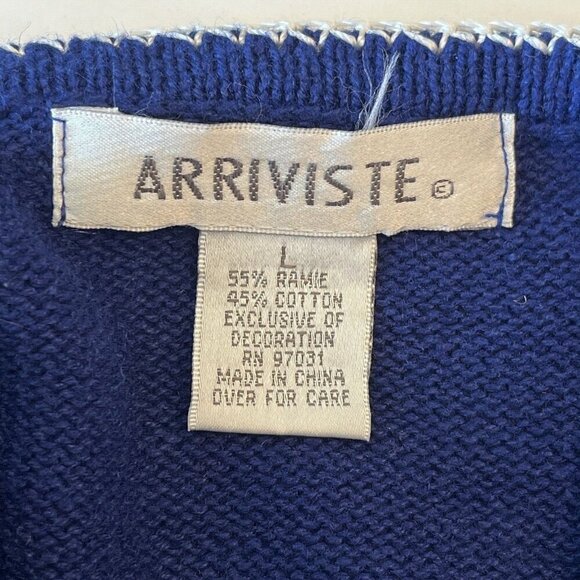 ARRIVISTE ©
L
55% RAMIE
45% COTTON
EXCLUSIVE OF
DECORATION
RN 97031
MADE IN CHINA
OVER FOR CARE